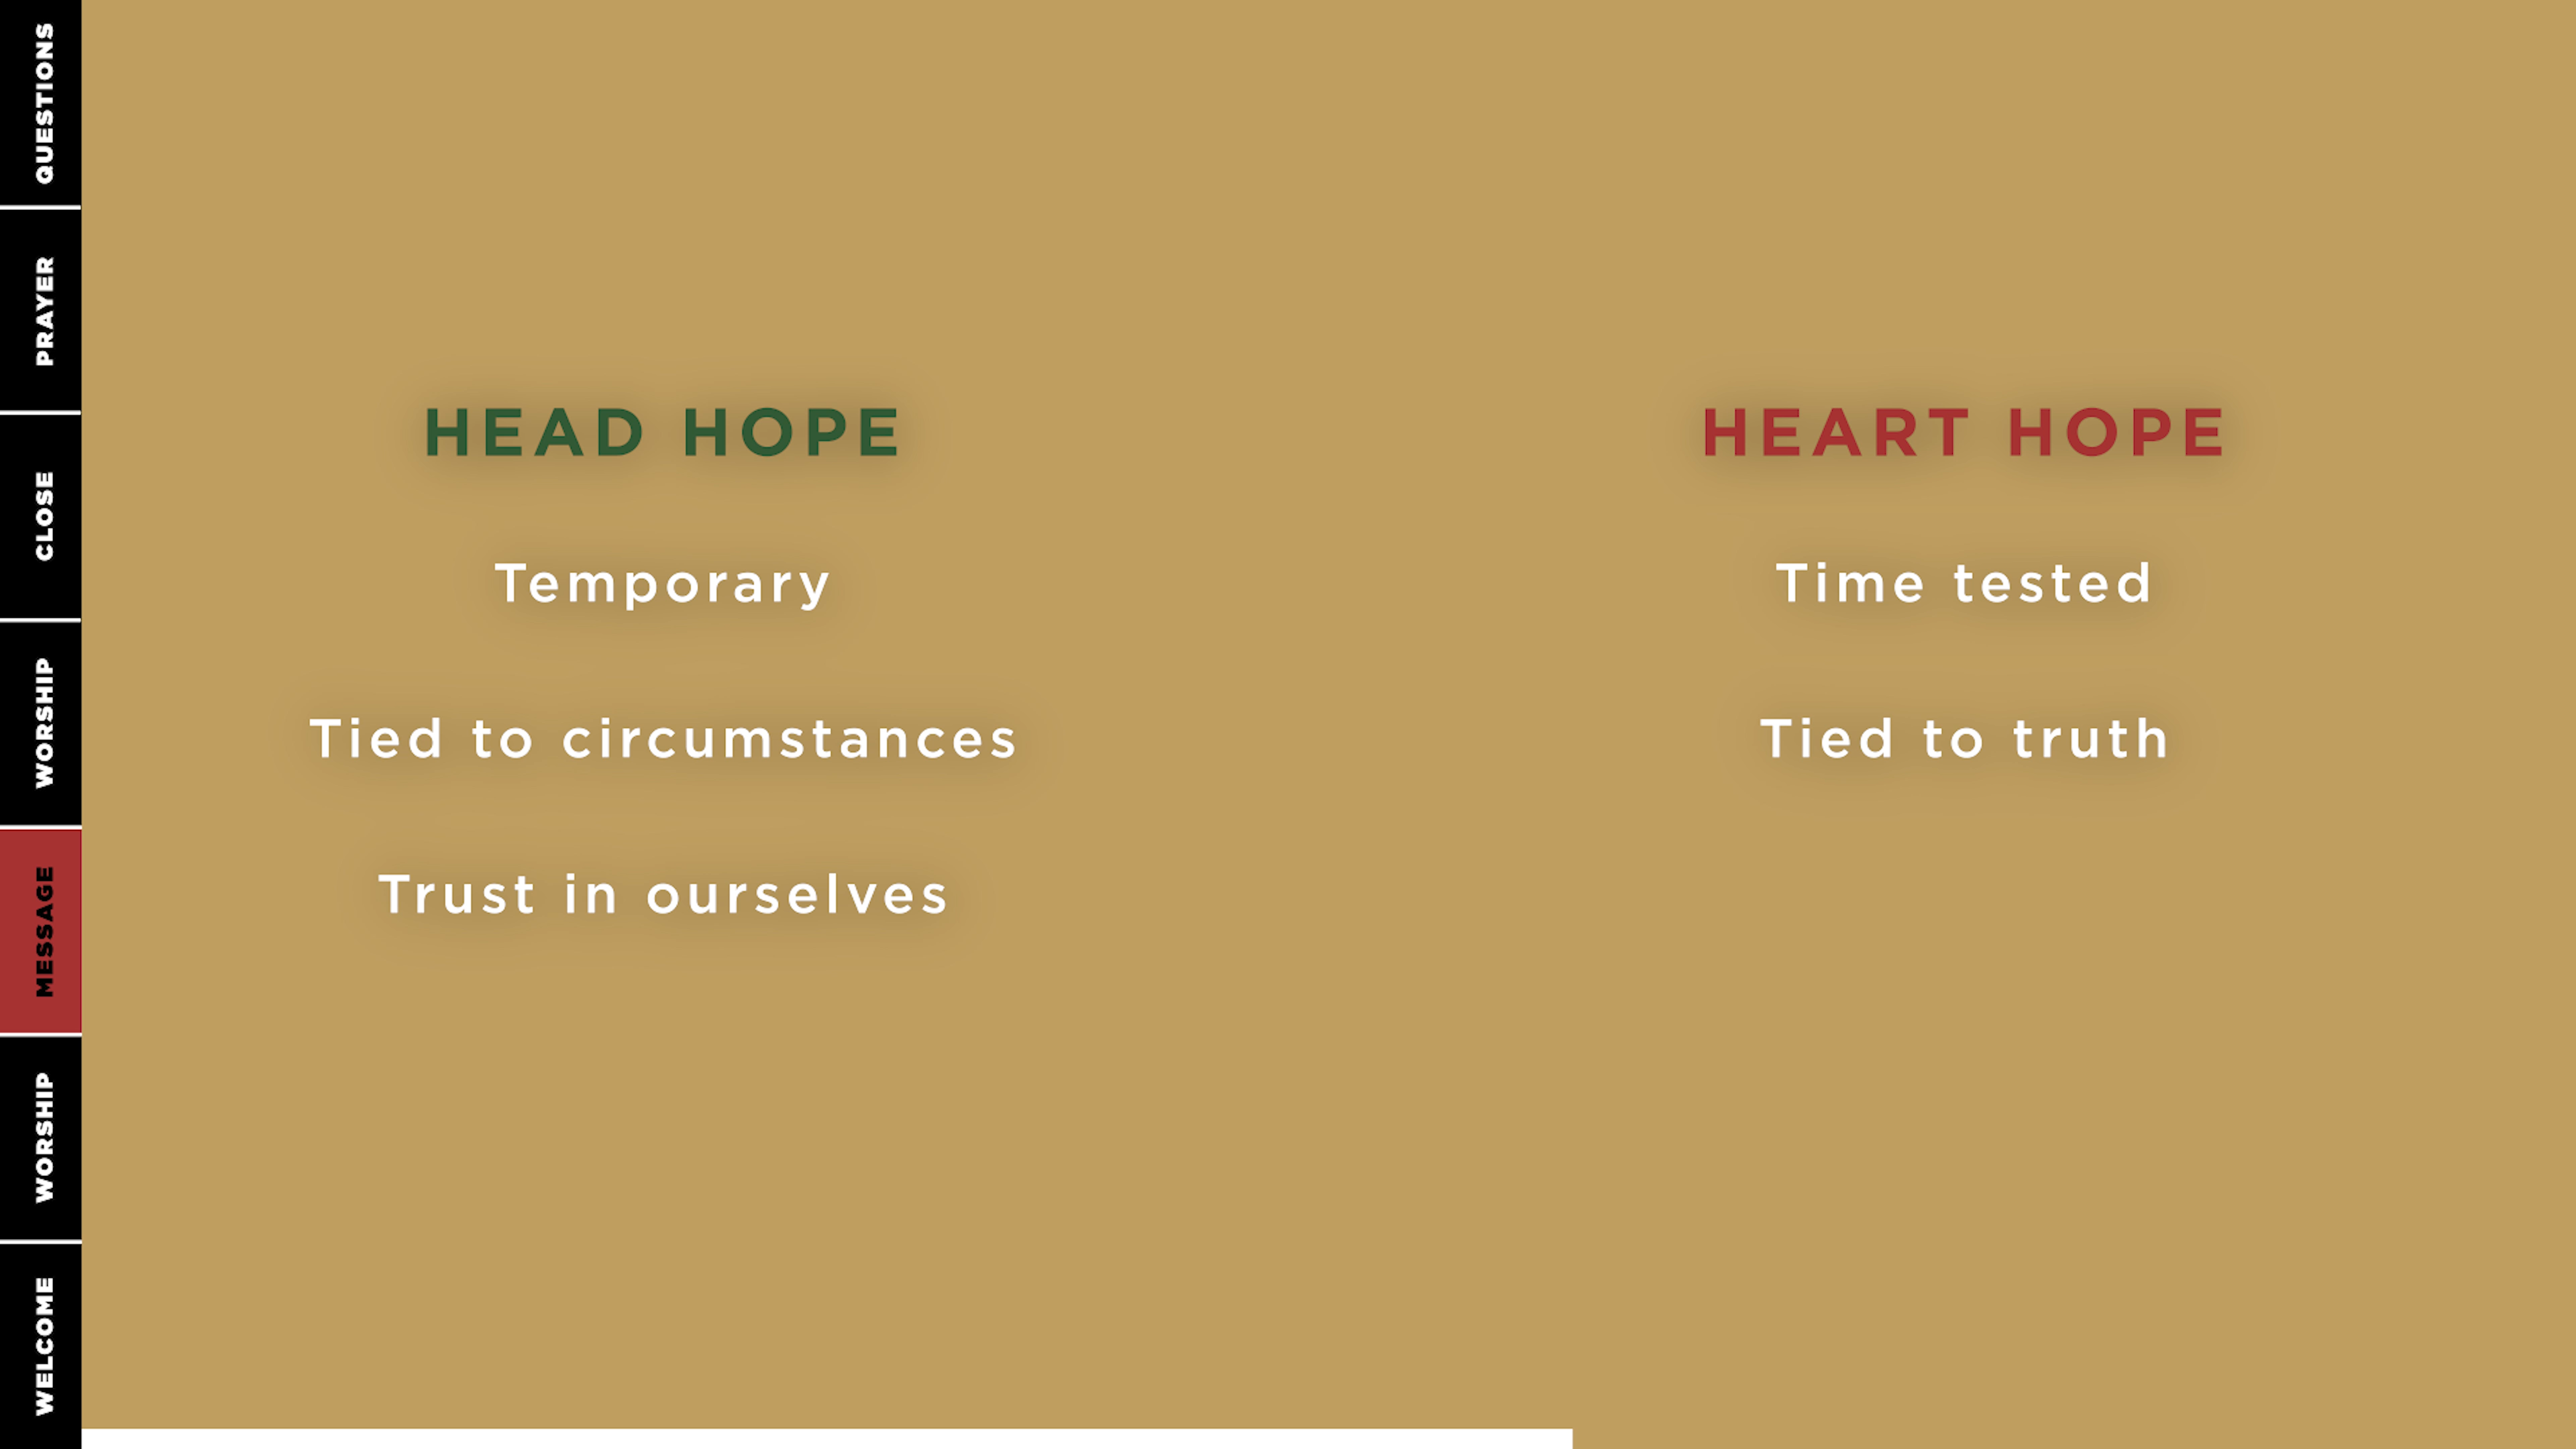 QUESTIONS
PRAYER
CLOSE
WORSHIP
MESSAGE
WORSHIP
WELCOME
HEAD HOPE
Temporary
Tied to circumstances
Trust in ourselves
HEART HOPE
Time tested
Tied to truth